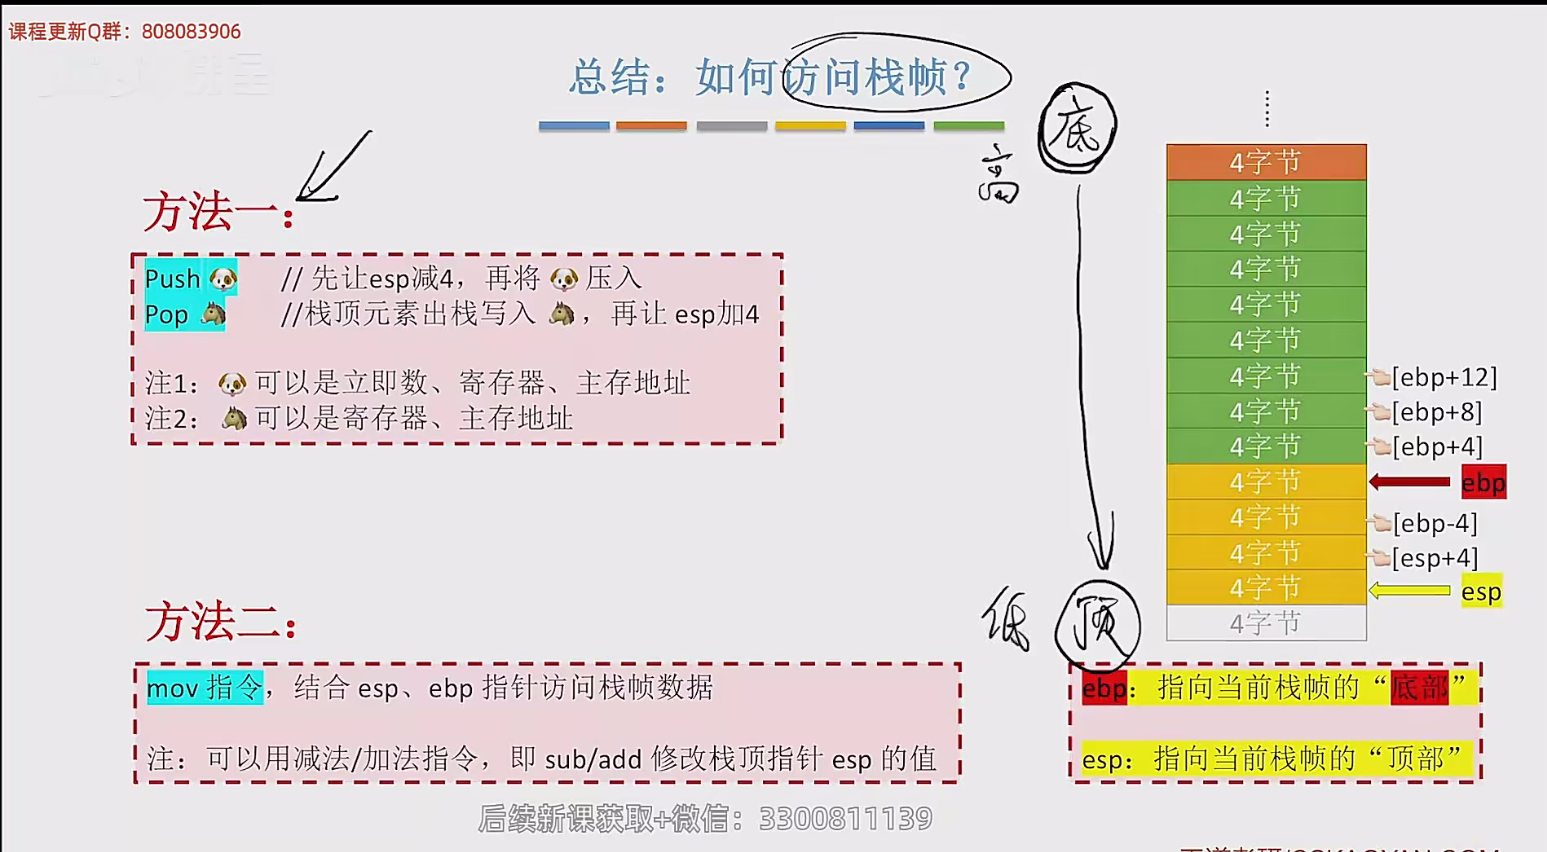 课程更新Q群：808083906
总结：如何访问栈帧？
底
高
方法一：
Push 🐶 // 先让esp减4，再将 🐶 压入
Pop 🐴 //栈顶元素出栈写入 🐴，再让 esp加4
注1：🐶 可以是立即数、寄存器、主存地址
注2：🐴 可以是寄存器、主存地址
4字节
4字节
4字节
4字节
4字节
4字节
4字节 [ebp+12]
4字节 [ebp+8]
4字节 [ebp+4]
4字节 ebp
4字节 [ebp-4]
4字节 [esp+4]
4字节 esp
4字节
低
顶
方法二：
mov 指令，结合 esp、ebp 指针访问栈帧数据
注：可以用减法/加法指令，即 sub/add 修改栈顶指针 esp 的值
ebp：指向当前栈帧的“底部”
esp：指向当前栈帧的“顶部”
后续新课获取+微信：3300811139